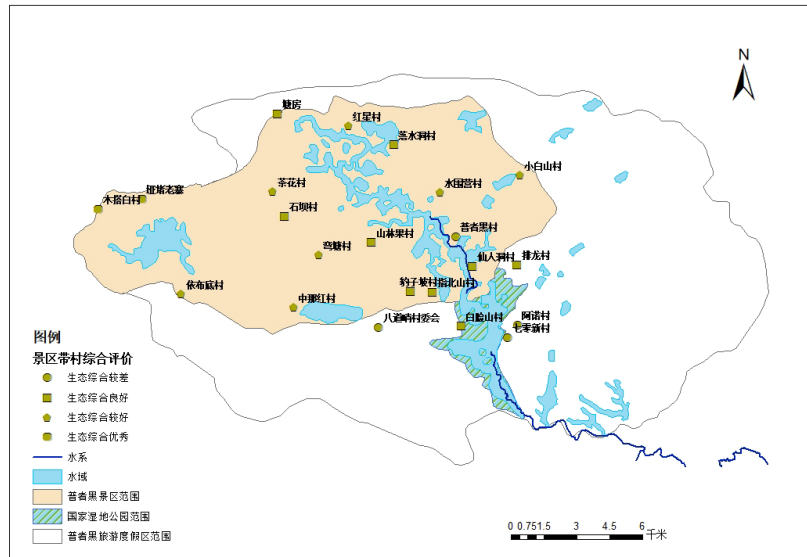 N
塘房
红星村
落水洞村
小白山村
茶花村
水围营村
木搭白村
石坝村
山林果村
普者黑村
弯塘村
仙人洞村
排龙村
依布底村
豹子坡村
指北山村
中那红村
八道哨村委会
白脸山村
阿诺村
七零新村
图例
景区带村综合评价
生态综合较差
生态综合良好
生态综合较好
生态综合优秀
水系
水域
普者黑景区范围
国家湿地公园范围
普者黑旅游度假区范围
0 0.751.5 3 4.5 6
千米